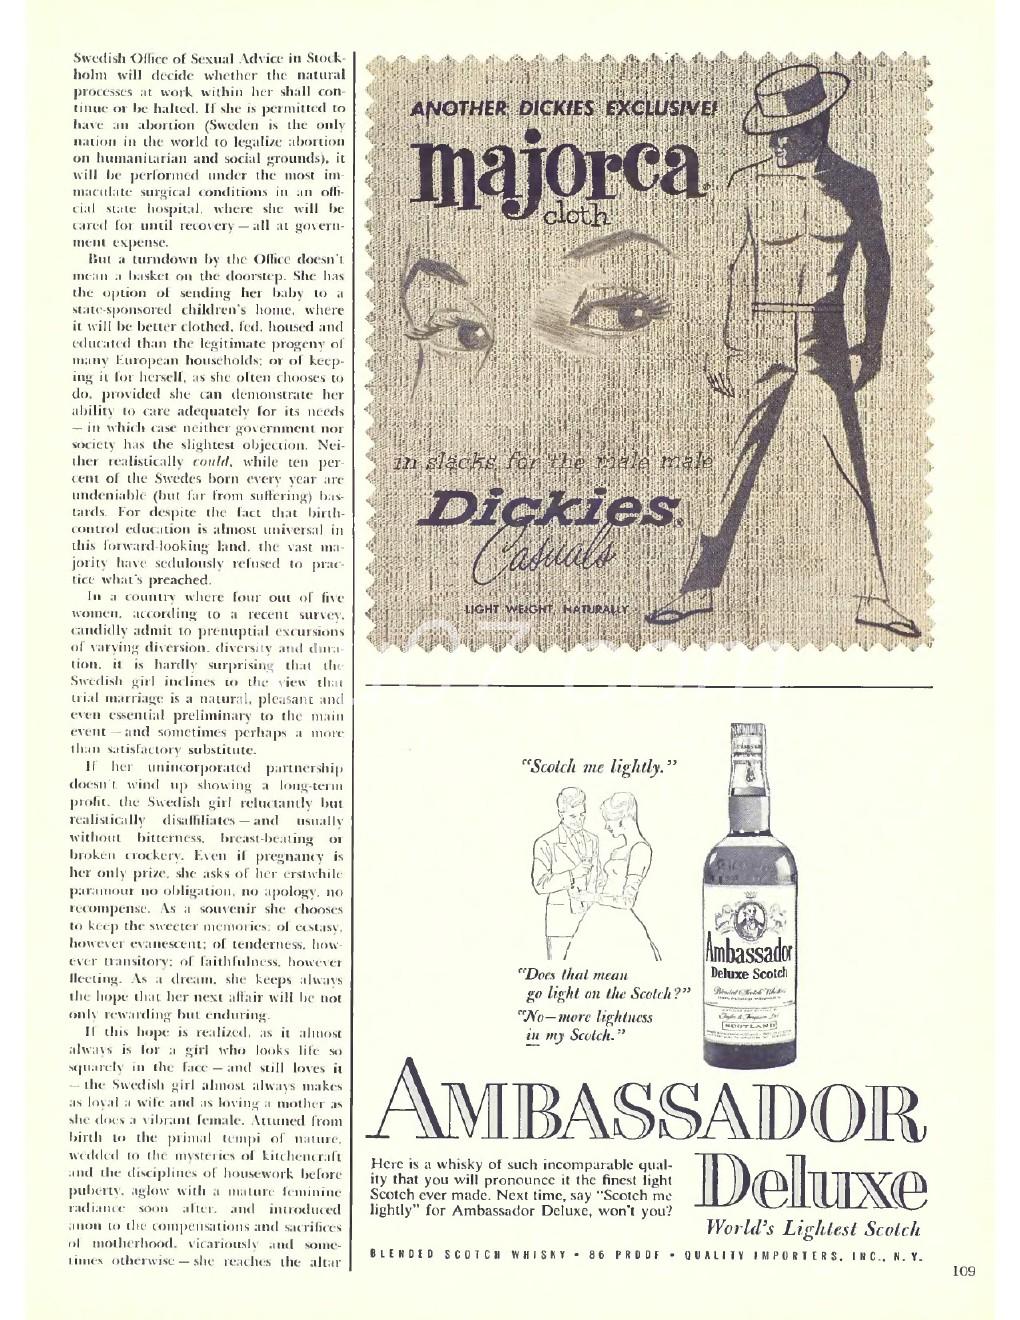 Swedish Office of Sexual Advice in Stock-
holm will decide whether the natural
processes at work within her shall con-
tinue or be halted. If she is permitted to
have an abortion (Sweden is the only
nation in the world to legalize abortion
on humanitarian and social grounds), it
will be performed under the most im-
maculate surgical conditions in an offi-
cial state hospital, where she will be
cared for until recovery — all at govern-
ment expense.
But a turndown by the Office doesn't
mean a basket on the doorstep. She has
the option of sending her baby to a
state-sponsored children's home, where
it will be better clothed, fed, housed and
educated than the legitimate progeny of
many European households; or of keep-
ing it for herself, as she often chooses to
do, provided she can demonstrate her
ability to care adequately for its needs
— in which case neither government nor
society has the slightest objection. Nei-
ther realistically could, while ten per-
cent of the Swedes born every year are
undeniable (but far from suffering) bas-
tards. For despite the fact that birth-
control education is almost universal in
this forward-looking land, the vast ma-
jority have sedulously refused to prac-
tice what's preached.
In a country where four out of five
women, according to a recent survey,
candidly admit to prenuptial excursions
of varying diversion, diversity and dura-
tion, it is hardly surprising that the
Swedish girl inclines to the view that
trial marriage is a natural, pleasant and
even essential preliminary to the main
event — and sometimes perhaps a more
than satisfactory substitute.
If her unincorporated partnership
doesn't wind up showing a long-term
profit, the Swedish girl reluctantly but
realistically disaffiliates — and usually
without bitterness, breast-beating or
broken crockery. Even if pregnancy is
her only prize, she asks of her erstwhile
paramour no obligation, no apology, no
recompense. As a souvenir she chooses
to keep the sweeter memories: of ecstasy,
however evanescent; of tenderness, how-
ever transitory; of faithfulness, however
fleeting. As a dream, she keeps always
the hope that her next affair will be not
only rewarding but enduring.
If this hope is realized, as it almost
always is for a girl who looks life so
squarely in the face — and still loves it
— the Swedish girl almost always makes
as loyal a wife and as loving a mother as
she does a vibrant female. Attuned from
birth to the primal tempi of nature,
wedded to the mysteries of kitchencraft
and the disciplines of housework before
puberty, aglow with a mature feminine
radiance soon after, and introduced
anon to the compensations and sacrifices
of motherhood, vicariously and some-
times otherwise — she reaches the altar
ANOTHER DICKIES EXCLUSIVE!
majorca
cloth
in slacks for the male male
Dickies®
Casuals
LIGHT WEIGHT, NATURALLY
"Scotch me lightly."
"Does that mean
go light on the Scotch?"
"No—more lightness
in my Scotch."
Ambassador
Deluxe Scotch
Blended Scotch Whisky
SCOTLAND
AMBASSADOR
Deluxe
World's Lightest Scotch
Here is a whisky of such incomparable qual-
ity that you will pronounce it the finest light
Scotch ever made. Next time, say "Scotch me
lightly" for Ambassador Deluxe, won't you?
BLENDED SCOTCH WHISKY • 86 PROOF • QUALITY IMPORTERS, INC., N.Y.
109